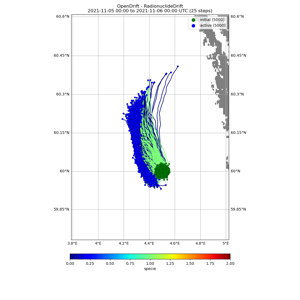 OpenDrift - RadionuclideDrift
2021-11-05 00:00 to 2021-11-06 00:00 UTC (25 steps)
initial (5000)
active (5000)
60.6°N
60.6°N
60.45°N
60.45°N
60.3°N
60.3°N
60.15°N
60.15°N
60°N
60°N
59.85°N
59.85°N
3.8°E
4°E
4.2°E
4.4°E
4.6°E
4.8°E
5°E
0.00
0.25
0.50
0.75
1.00
1.25
1.50
1.75
2.00
specie